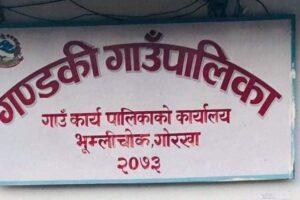 गण्डकी गाउँपालिका
गाउँ कार्य पालिकाको कार्यालय
भूम्लीचोक,गोरखा
२०७३